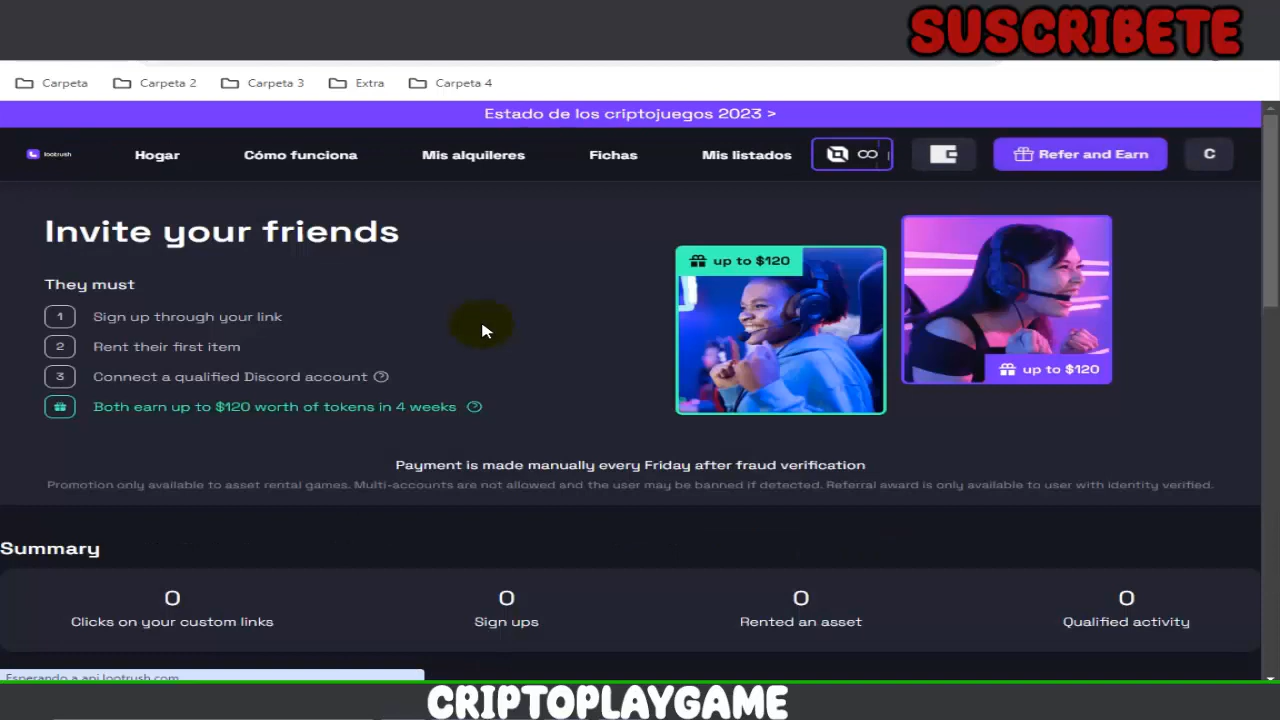 SUSCRIBETE
Carpeta Carpeta 2 Carpeta 3 Extra Carpeta 4
Estado de los criptojuegos 2023 >
lootrush Hogar Cómo funciona Mis alquileres Fichas Mis listados Refer and Earn C
Invite your friends
They must
1 Sign up through your link
2 Rent their first item
3 Connect a qualified Discord account
Both earn up to $120 worth of tokens in 4 weeks
up to $120
up to $120
Payment is made manually every Friday after fraud verification
Promotion only available to asset rental games. Multi-accounts are not allowed and the user may be banned if detected. Referral award is only available to user with identity verified.
Summary
0 0 0 0
Clicks on your custom links Sign ups Rented an asset Qualified activity
Esperando a api.lootrush.com
CRIPTOPLAYGAME